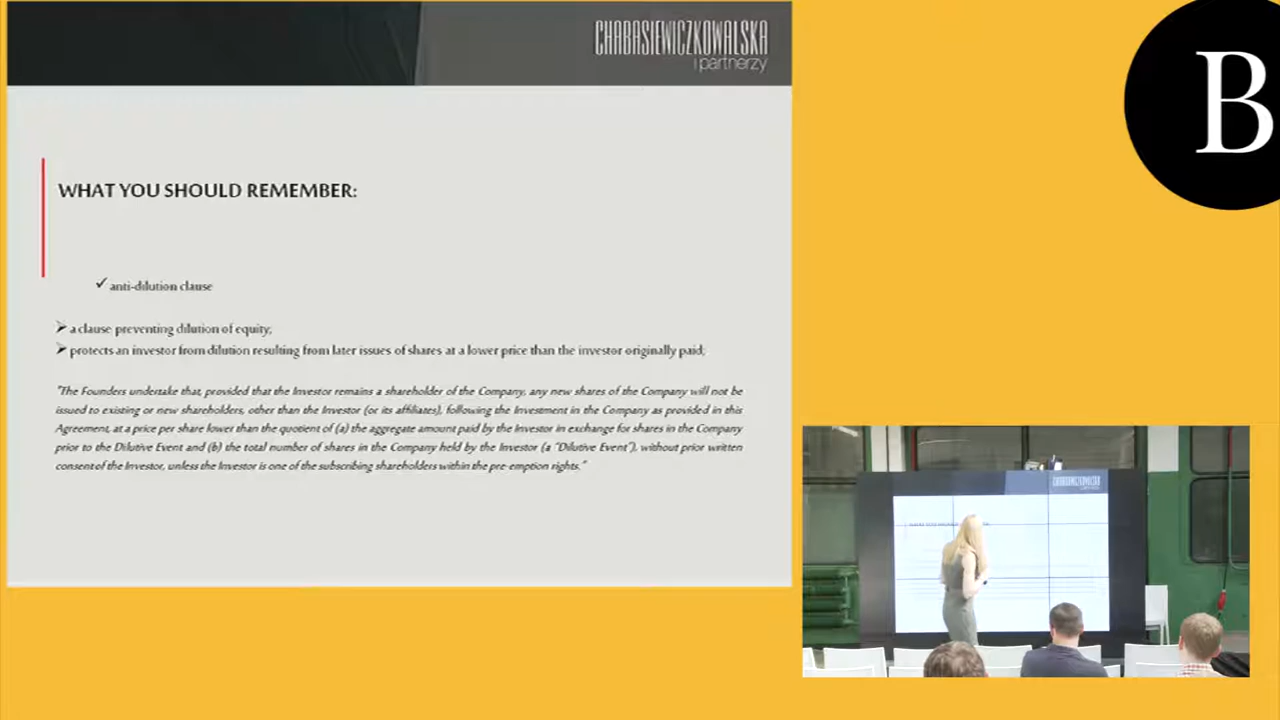 CHABASIEWICZKOWALSKA
i partnerzy
B
WHAT YOU SHOULD REMEMBER:
✓ anti-dilution clause
➤ a clause preventing dilution of equity;
➤ protects an investor from dilution resulting from later issues of shares at a lower price than the investor originally paid;
"The Founders undertake that, provided that the Investor remains a shareholder of the Company, any new shares of the Company will not be
issued to existing or new shareholders, other than the Investor (or its affiliates), following the Investment in the Company as provided in this
Agreement, at a price per share lower than the quotient of (a) the aggregate amount paid by the Investor in exchange for shares in the Company
prior to the Dilutive Event and (b) the total number of shares in the Company held by the Investor (a "Dilutive Event"), without prior written
consent of the Investor, unless the Investor is one of the subscribing shareholders within the pre-emption rights."
CHABASIEWICZKOWALSKA